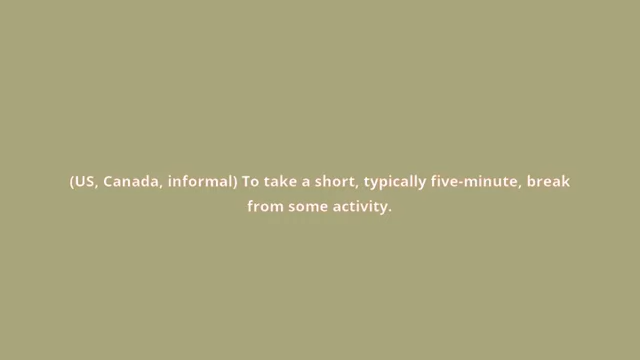 (US, Canada, informal) To take a short, typically five-minute, break
from some activity.